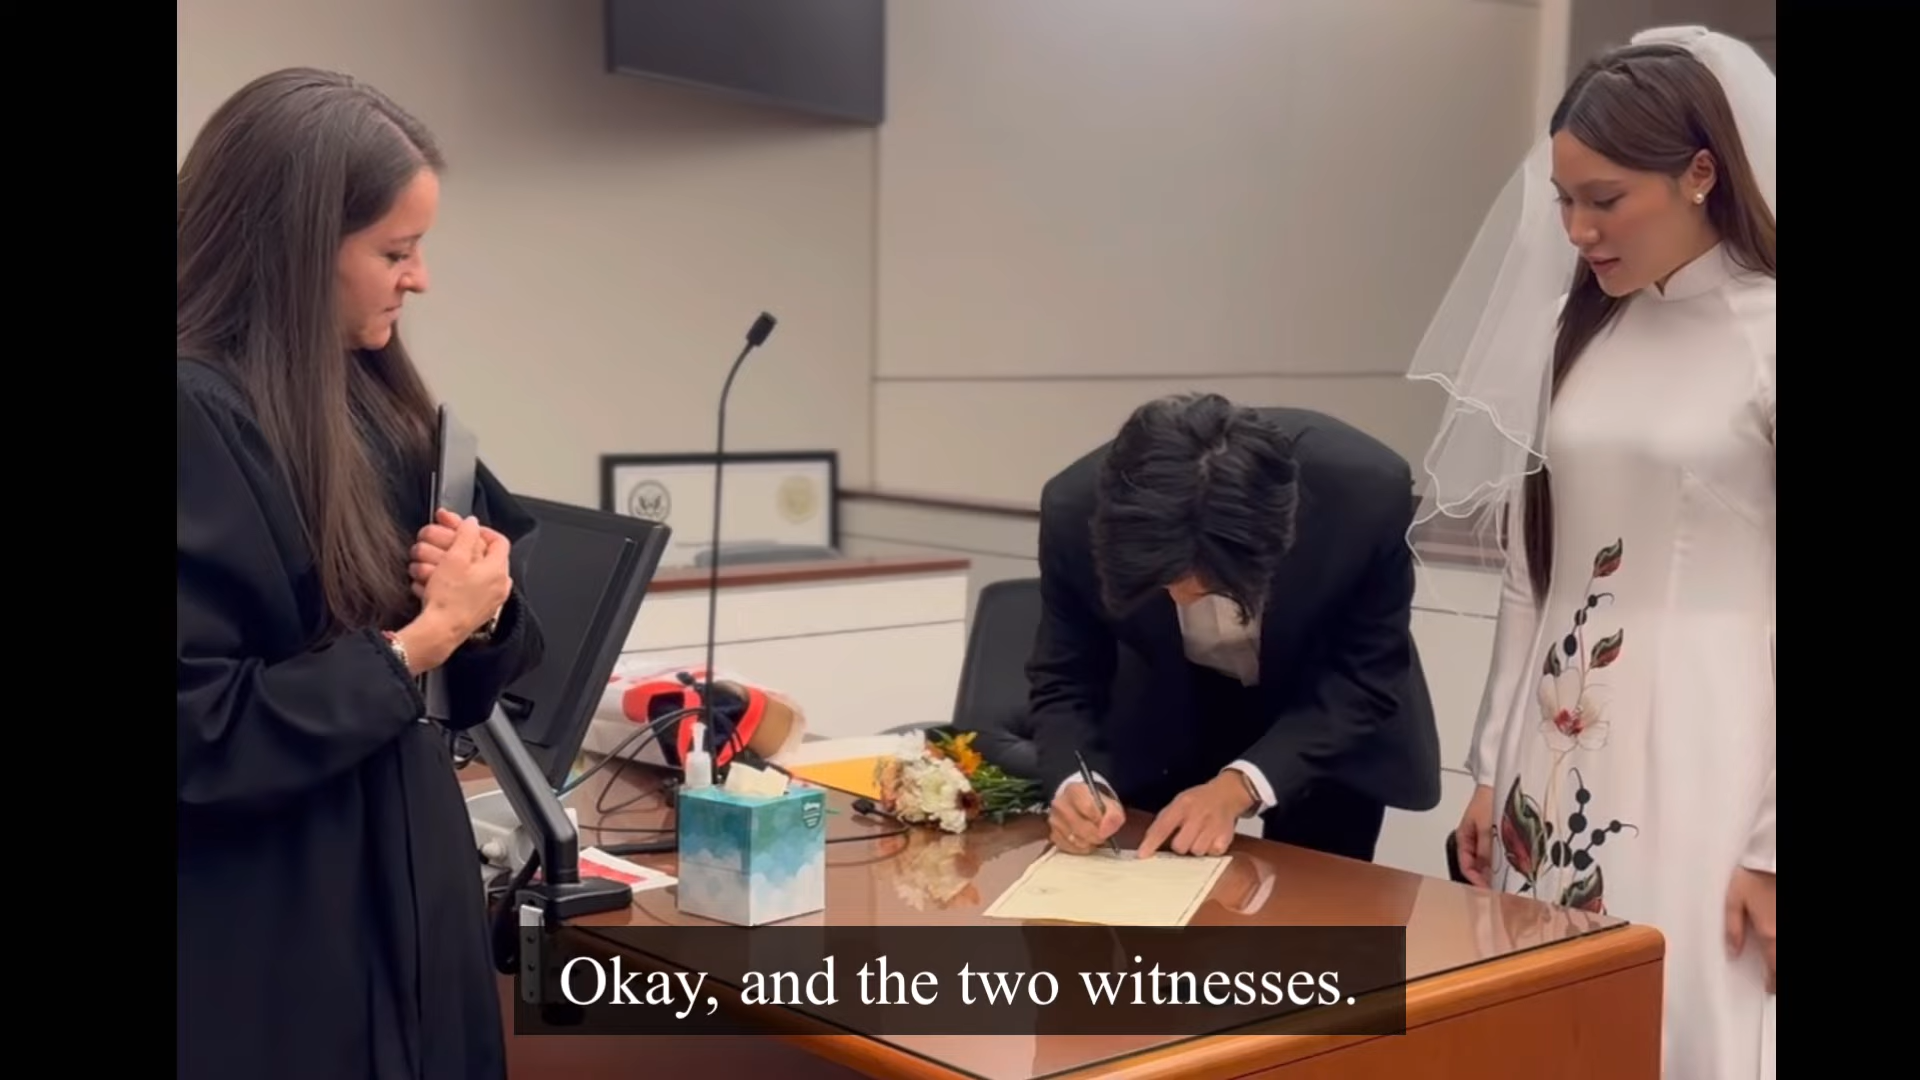 Okay, and the two witnesses.